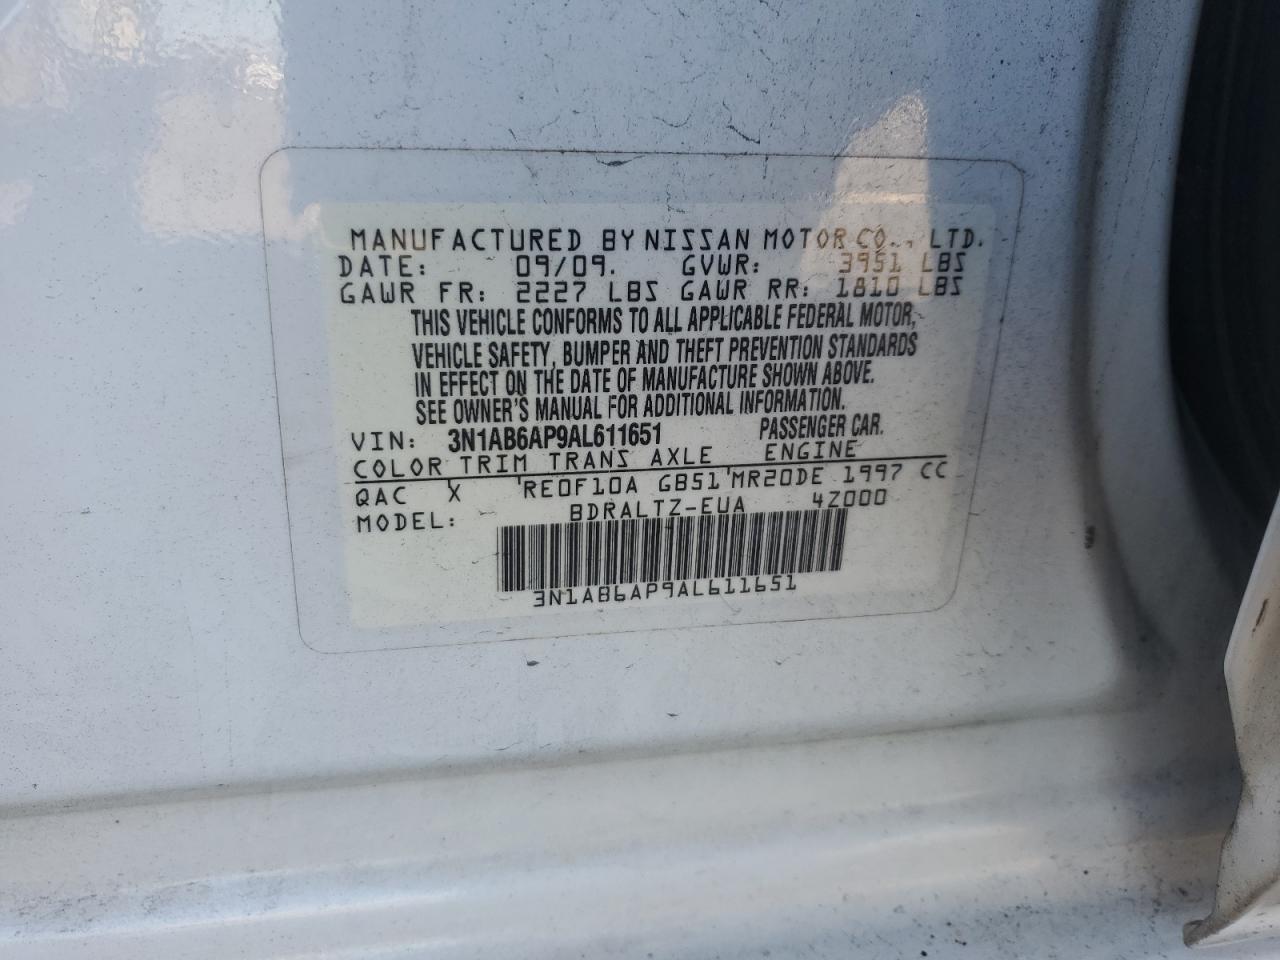 MANUFACTURED BY NISSAN MOTOR CO., LTD.
DATE: 09/09. GVWR: 3951 LBS
GAWR FR: 2227 LBS GAWR RR: 1810 LBS
THIS VEHICLE CONFORMS TO ALL APPLICABLE FEDERAL MOTOR,
VEHICLE SAFETY, BUMPER AND THEFT PREVENTION STANDARDS
IN EFFECT ON THE DATE OF MANUFACTURE SHOWN ABOVE.
SEE OWNER'S MANUAL FOR ADDITIONAL INFORMATION.
VIN: 3N1AB6AP9AL611651 PASSENGER CAR.
COLOR TRIM TRANS AXLE ENGINE
QAC X RE0F10A GB51 MR20DE 1997 CC
MODEL: BDRALTZ-EUA 4Z000
3N1AB6AP9AL611651